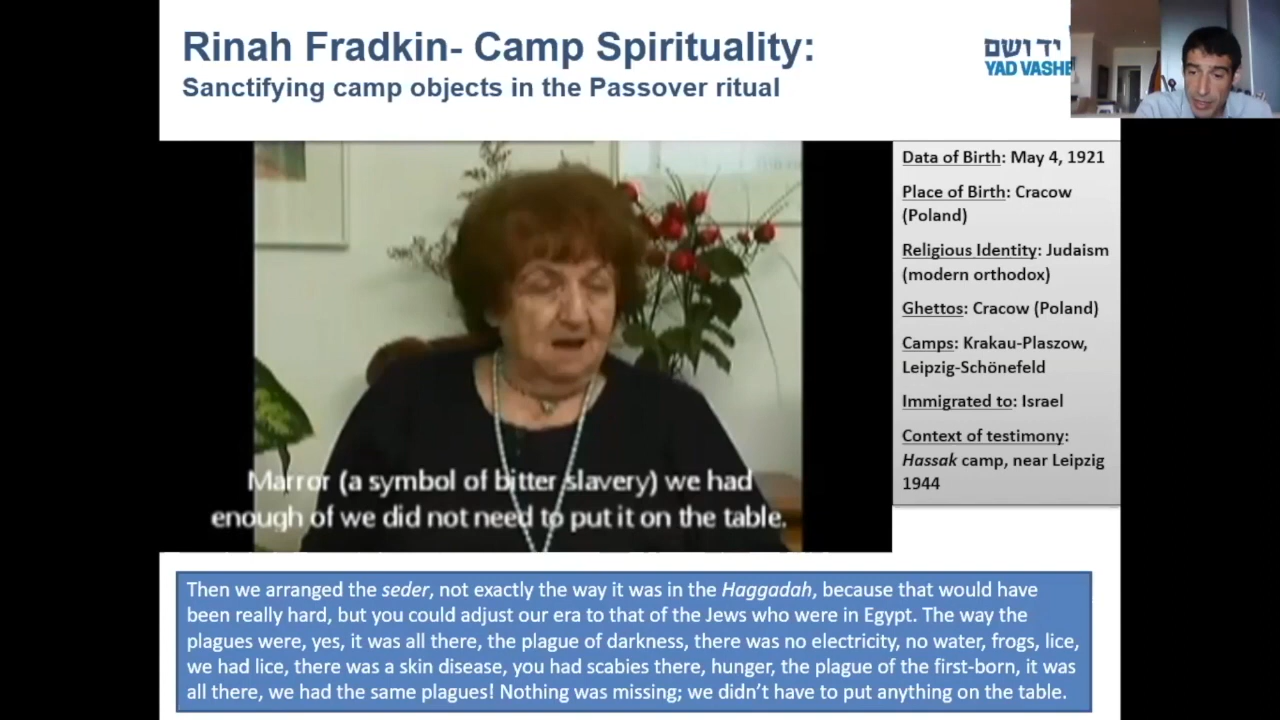 Rinah Fradkin- Camp Spirituality:
Sanctifying camp objects in the Passover ritual
יד ושם
YAD VASHE
Data of Birth: May 4, 1921
Place of Birth: Cracow
(Poland)
Religious Identity: Judaism
(modern orthodox)
Ghettos: Cracow (Poland)
Camps: Krakau-Plaszow,
Leipzig-Schönefeld
Immigrated to: Israel
Context of testimony:
Hassak camp, near Leipzig
1944
Marror (a symbol of bitter slavery) we had
enough of we did not need to put it on the table.
Then we arranged the seder, not exactly the way it was in the Haggadah, because that would have
been really hard, but you could adjust our era to that of the Jews who were in Egypt. The way the
plagues were, yes, it was all there, the plague of darkness, there was no electricity, no water, frogs, lice,
we had lice, there was a skin disease, you had scabies there, hunger, the plague of the first-born, it was
all there, we had the same plagues! Nothing was missing; we didn’t have to put anything on the table.